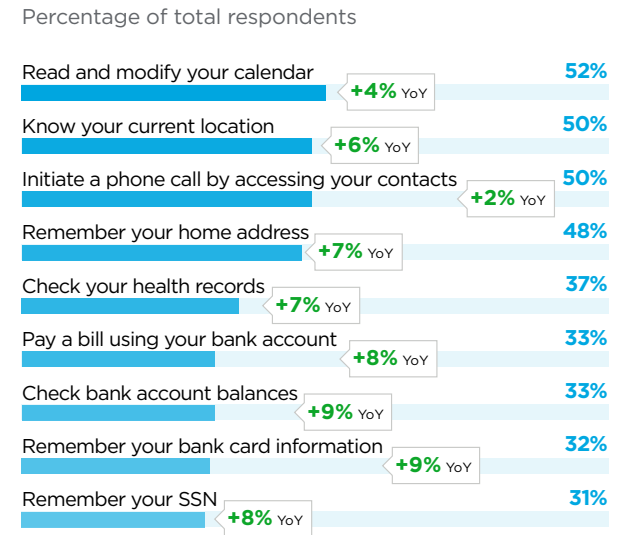 Percentage of total respondents
Read and modify your calendar
52%
+4% YoY
Know your current location
50%
+6% YoY
Initiate a phone call by accessing your contacts
50%
+2% YoY
Remember your home address
48%
+7% YoY
Check your health records
37%
+7% YoY
Pay a bill using your bank account
33%
+8% YoY
Check bank account balances
33%
+9% YoY
Remember your bank card information
32%
+9% YoY
Remember your SSN
31%
+8% YoY